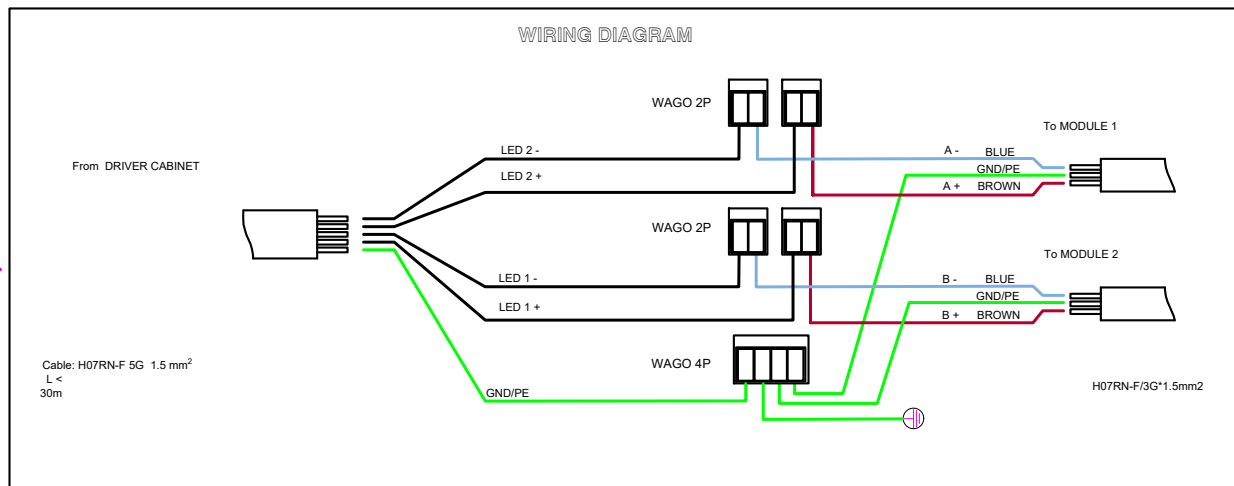 WIRING DIAGRAM
WAGO 2P
To MODULE 1
From DRIVER CABINET
LED 2 -
A - BLUE
GND/PE
LED 2 +
A + BROWN
WAGO 2P
To MODULE 2
LED 1 -
B - BLUE
GND/PE
LED 1 +
B + BROWN
WAGO 4P
Cable: H07RN-F 5G 1.5 mm²
L <
30m
GND/PE
H07RN-F/3G*1.5mm2